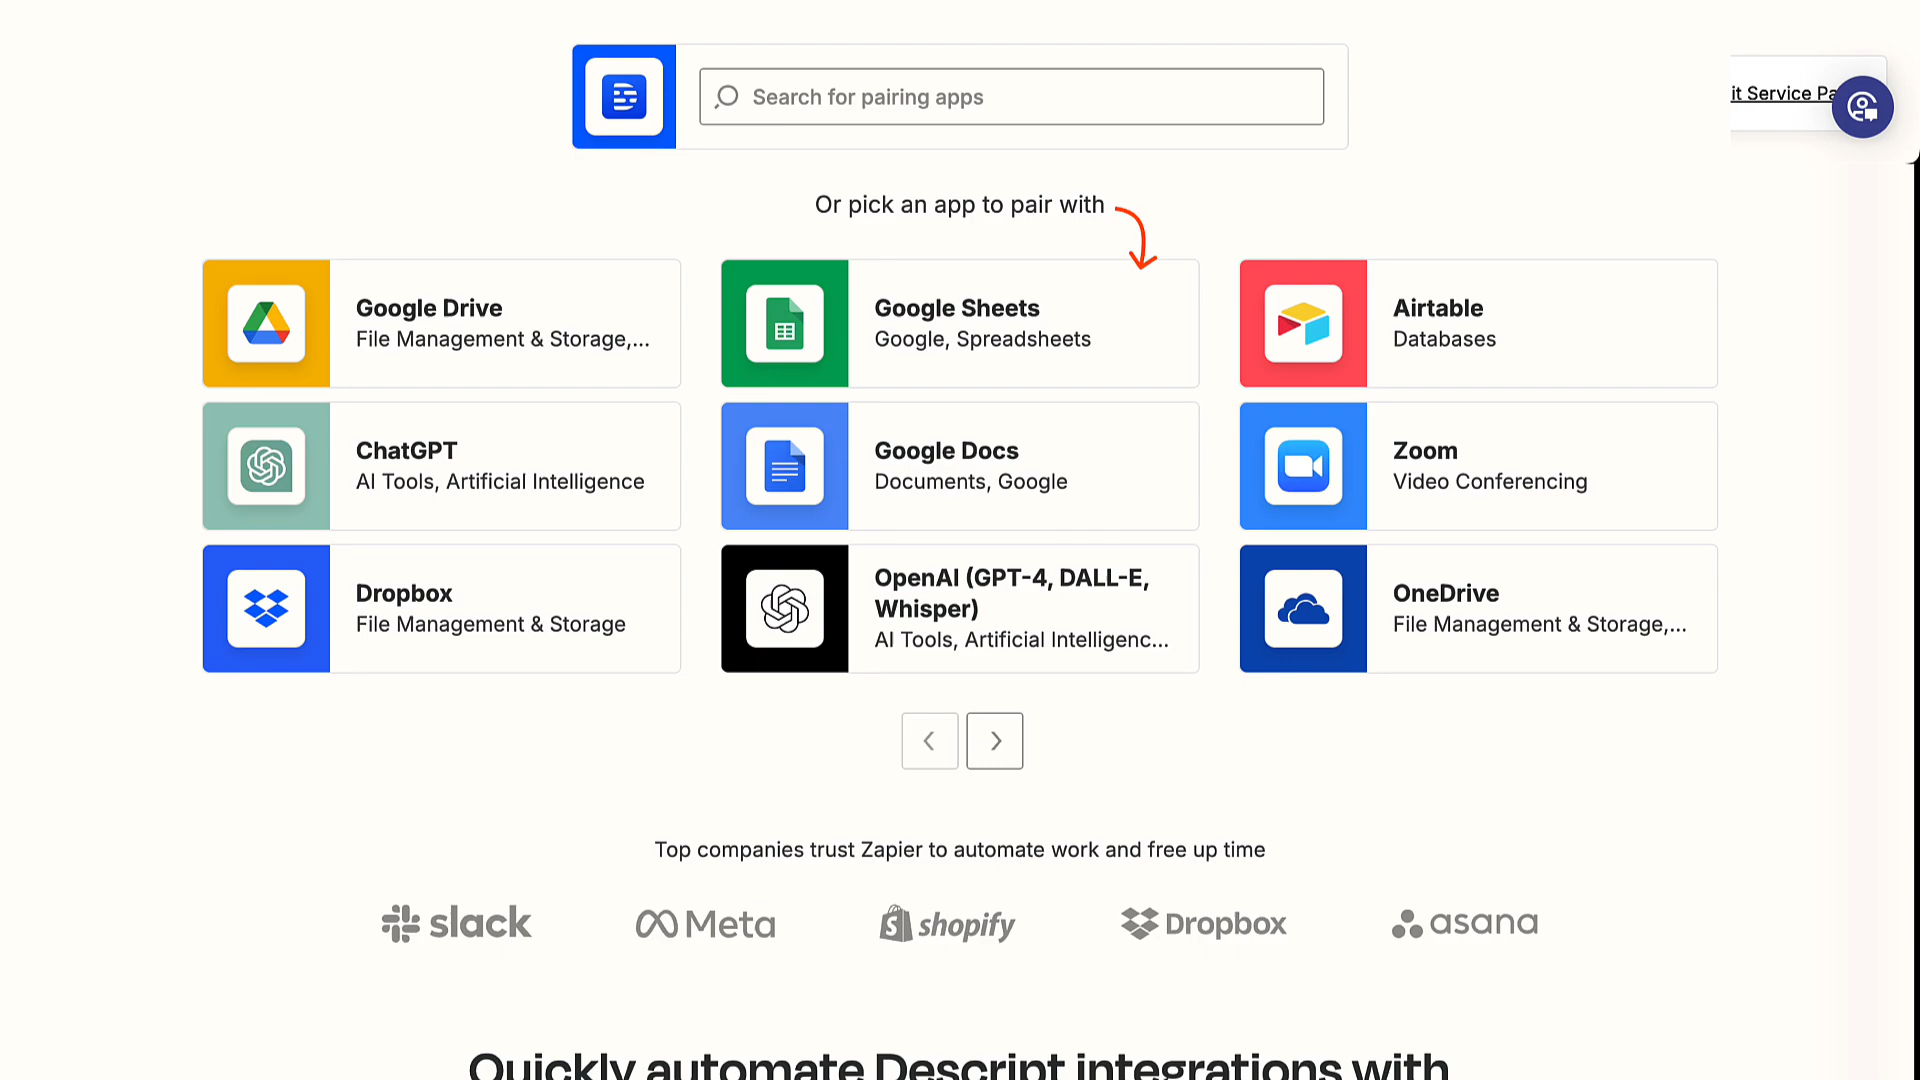 Search for pairing apps
it Service Pa
Or pick an app to pair with
Google Drive
File Management & Storage,...
Google Sheets
Google, Spreadsheets
Airtable
Databases
ChatGPT
AI Tools, Artificial Intelligence
Google Docs
Documents, Google
Zoom
Video Conferencing
Dropbox
File Management & Storage
OpenAI (GPT-4, DALL-E,
Whisper)
AI Tools, Artificial Intelligenc...
OneDrive
File Management & Storage,...
Top companies trust Zapier to automate work and free up time
slack
Meta
shopify
Dropbox
asana
Quickly automate Descript integrations with